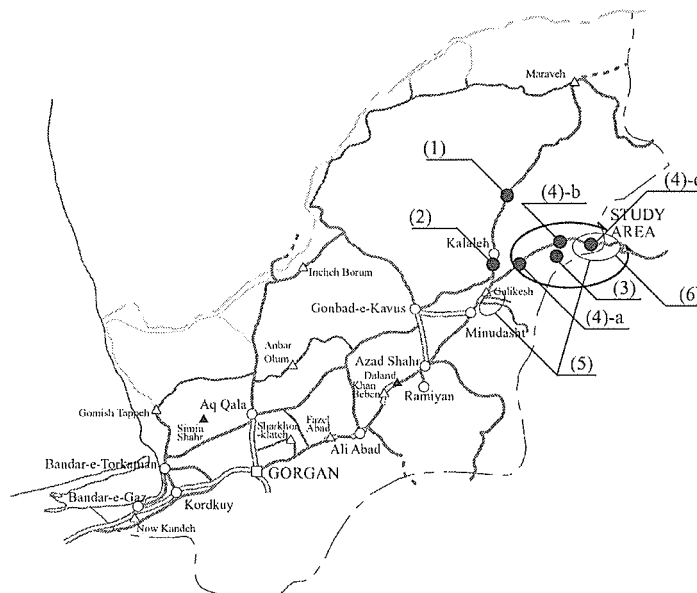 Maraveh
(1)
(4)-b
(4)-c
STUDY
AREA
(2)
Kalaleh
Incheh Borum
Galikesh
(3)
(6)
Gonbad-e-Kavus
(4)-a
Minudasht
(5)
Anbar
Olum
Azad Shahr
Daland
Khan
Beben
Ramiyan
Gomish Tappeh
Simin
Shahr
Aq Qala
Sharkhon
-klateh
Fazel
Abad
Ali Abad
Bandar-e-Torkaman
GORGAN
Bandar-e-Gaz
Kordkuy
Now Kandeh